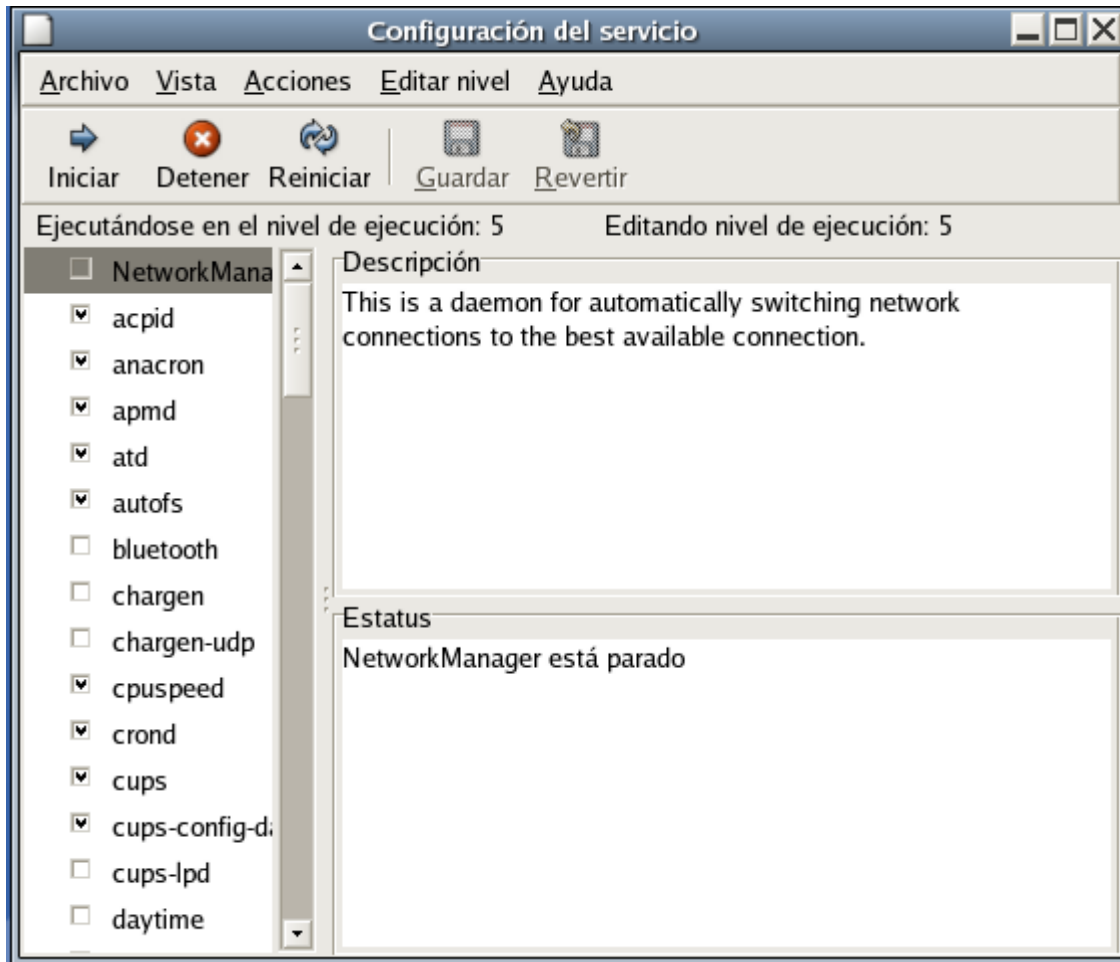 Configuración del servicio
Archivo Vista Acciones Editar nivel Ayuda
Iniciar Detener Reiniciar Guardar Revertir
Ejecutándose en el nivel de ejecución: 5 Editando nivel de ejecución: 5
NetworkMana
acpid
anacron
apmd
atd
autofs
bluetooth
chargen
chargen-udp
cpuspeed
crond
cups
cups-config-da
cups-lpd
daytime
Descripción
This is a daemon for automatically switching network
connections to the best available connection.
Estatus
NetworkManager está parado